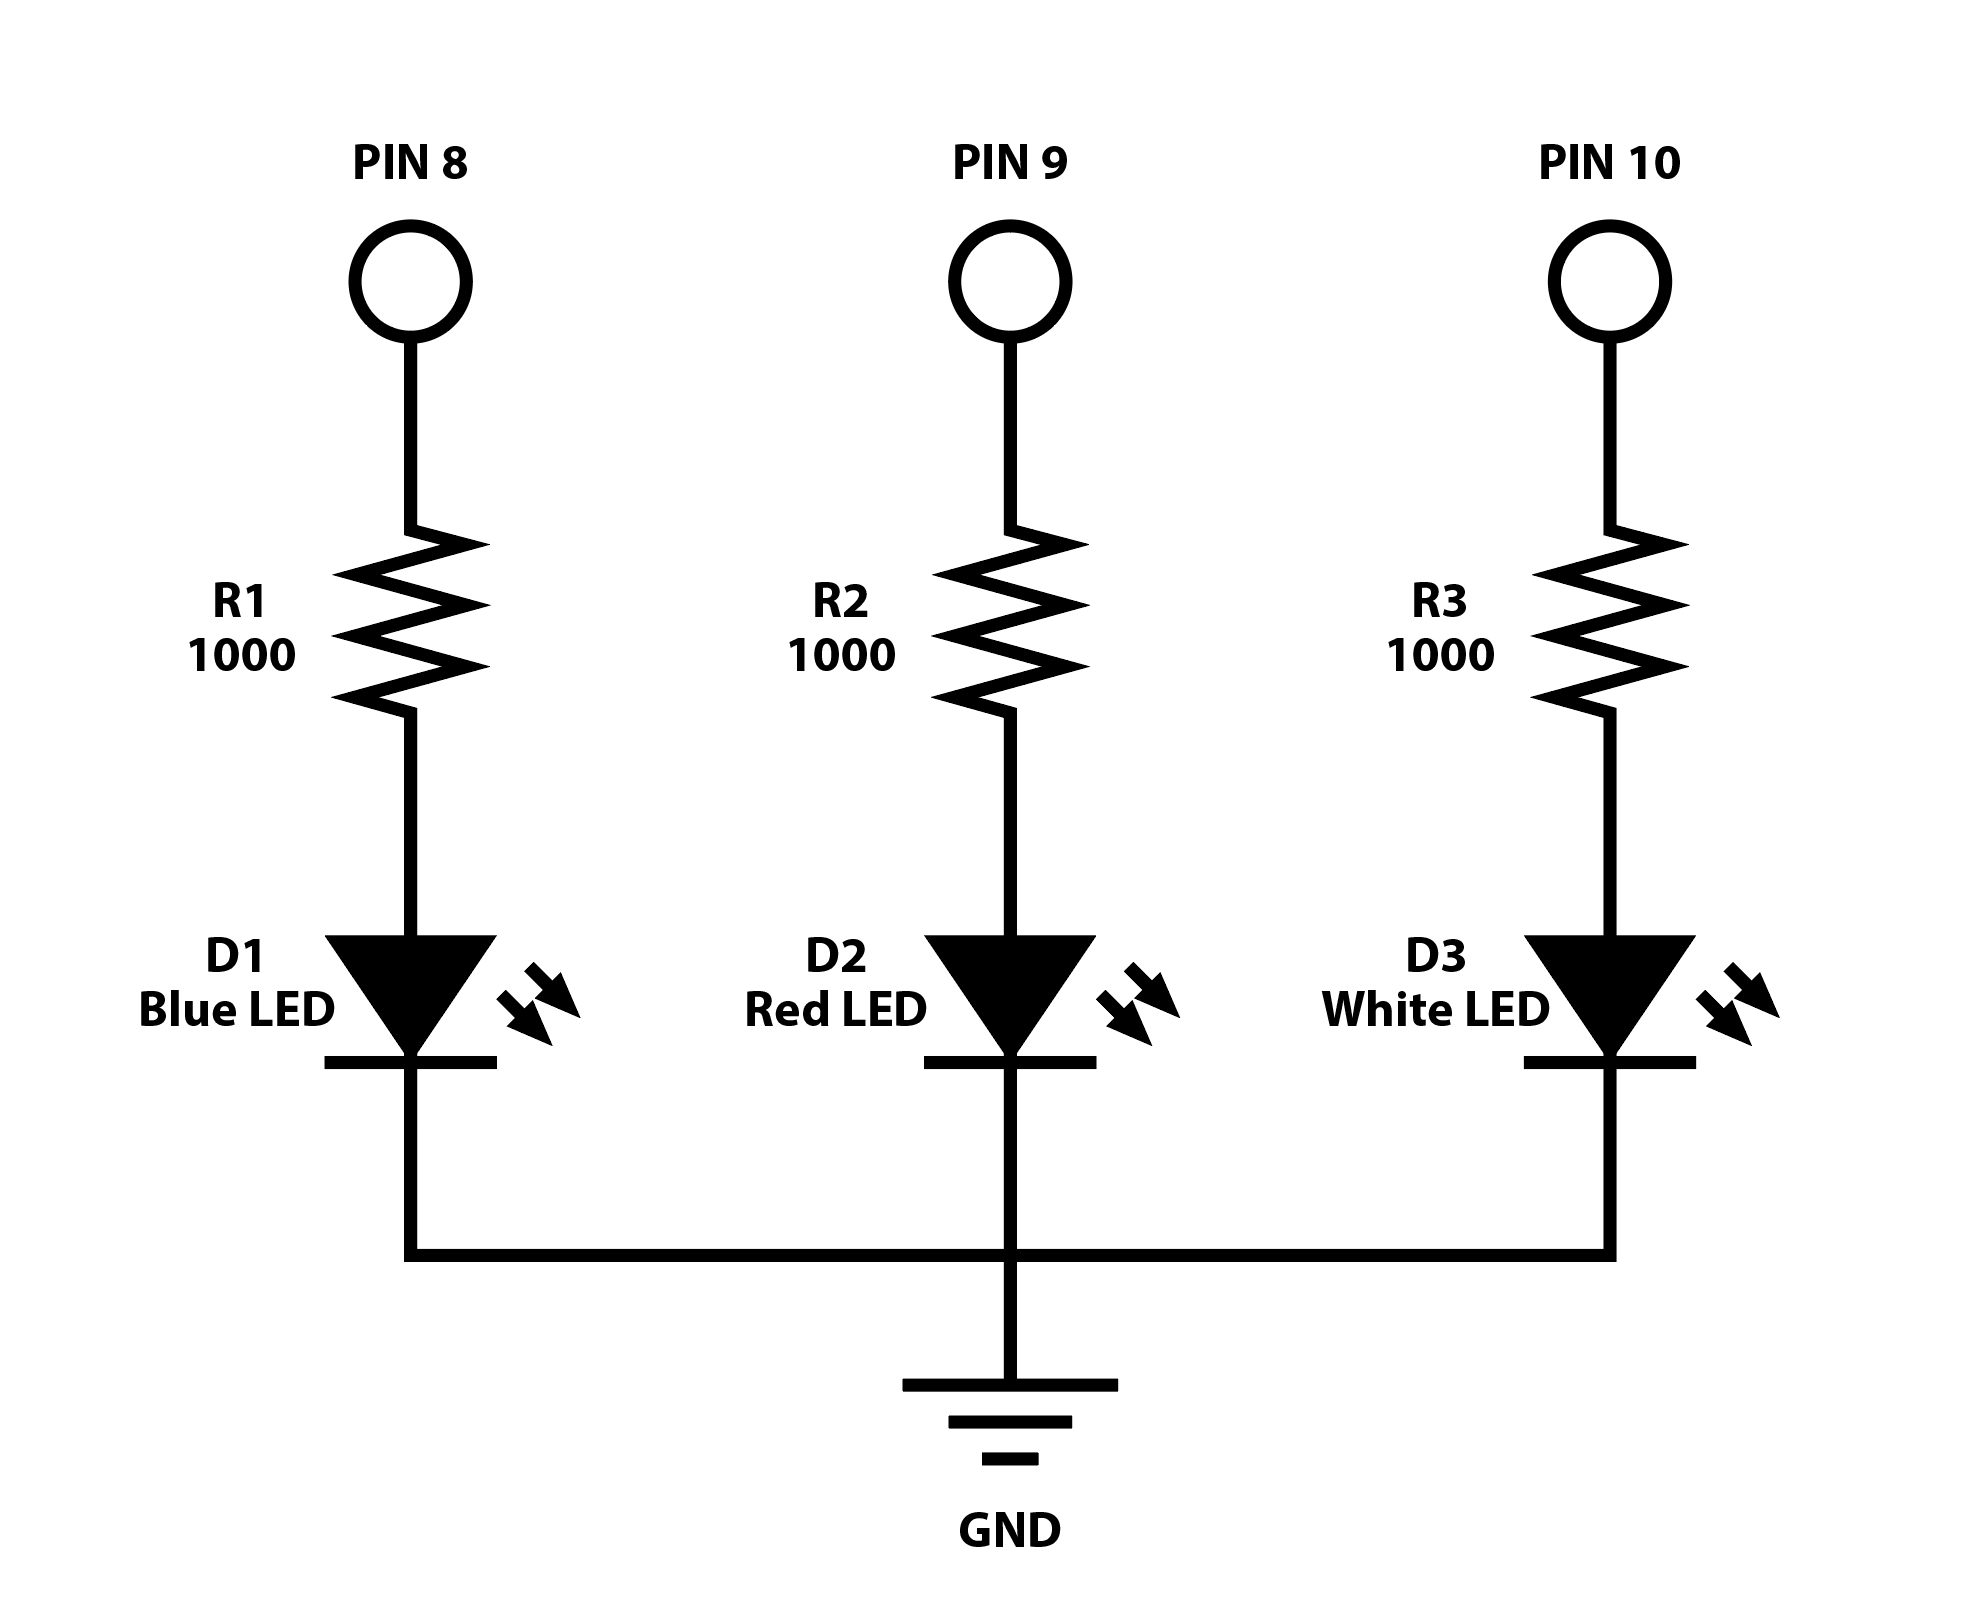 PIN 8
PIN 9
PIN 10
R1
1000
R2
1000
R3
1000
D1
Blue LED
D2
Red LED
D3
White LED
GND